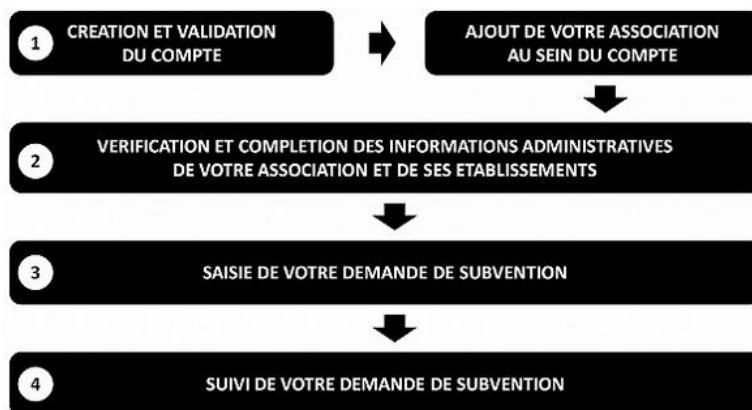 1
CREATION ET VALIDATION
DU COMPTE
AJOUT DE VOTRE ASSOCIATION
AU SEIN DU COMPTE
2
VERIFICATION ET COMPLETION DES INFORMATIONS ADMINISTRATIVES
DE VOTRE ASSOCIATION ET DE SES ETABLISSEMENTS
3
SAISIE DE VOTRE DEMANDE DE SUBVENTION
4
SUIVI DE VOTRE DEMANDE DE SUBVENTION